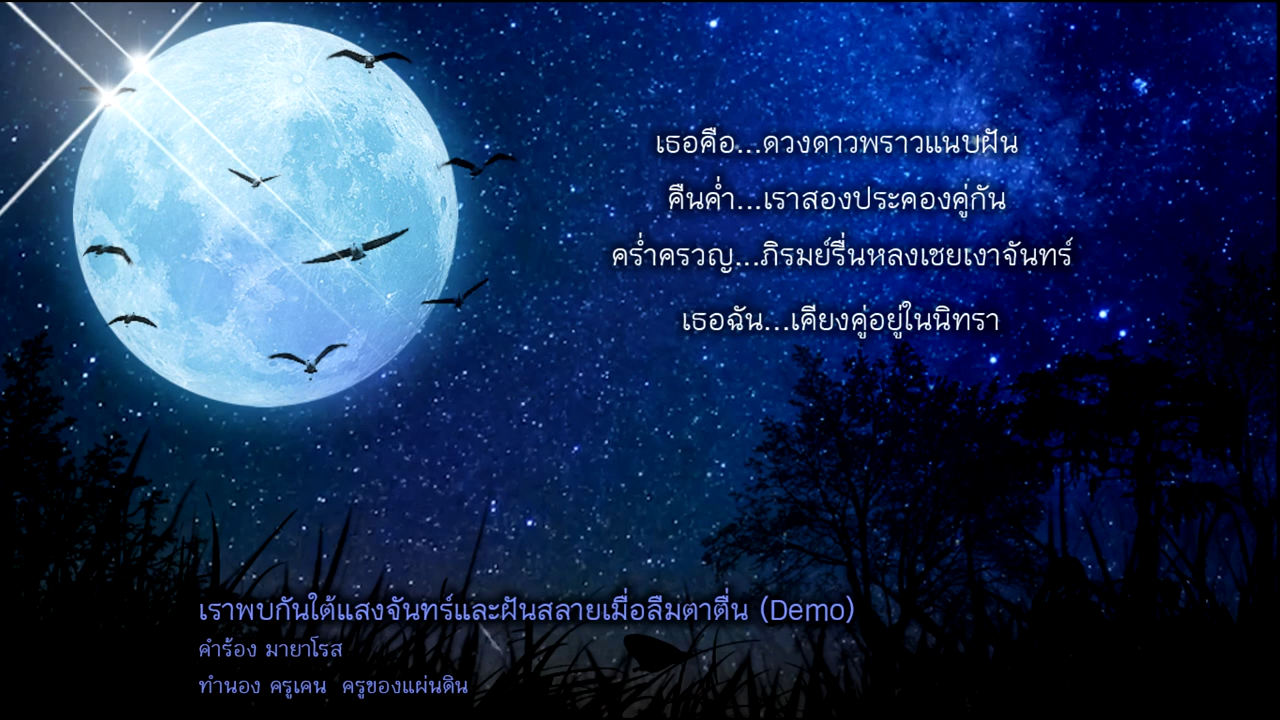 เธอคือ...ดวงดาวพราวแนบฝัน
คืนค่ำ...เราสองประคองคู่กัน
คร่ำครวญ...ภิรมย์รื่นหลงเชยเงาจันทร์
เธอฉัน...เคียงคู่อยู่ในนิทรา
เราพบกันใต้แสงจันทร์และฝันสลายเมื่อลืมตาตื่น (Demo)
คำร้อง มายาโรส
ทำนอง ครูเคน ครูของแผ่นดิน